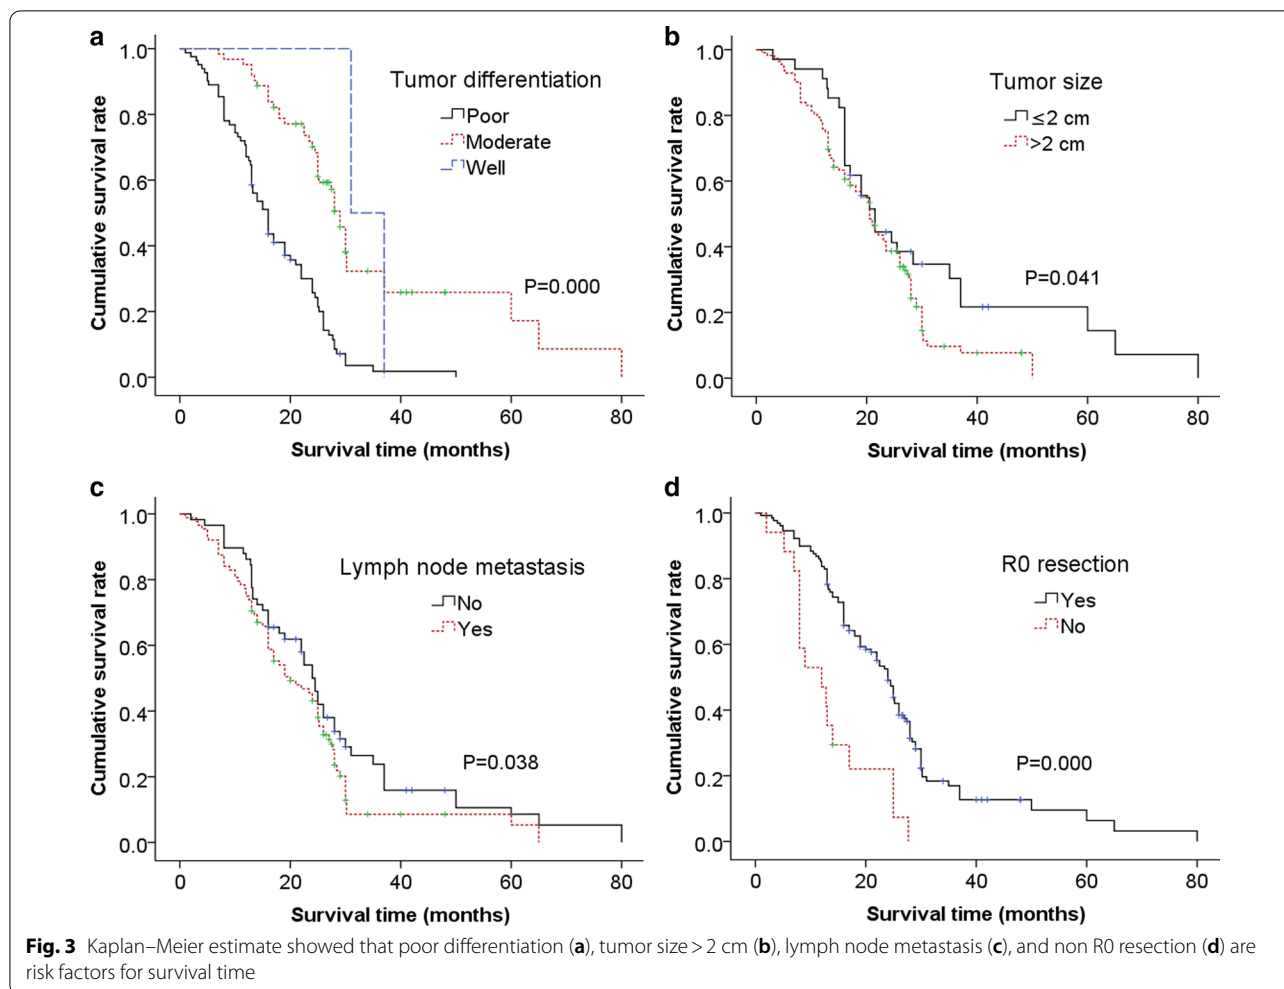 a
Cumulative survival rate
1.0
0.8
0.6
0.4
0.2
0.0
Tumor differentiation
Poor
Moderate
Well
P=0.000
0 20 40 60 80
Survival time (months)
b
Cumulative survival rate
1.0
0.8
0.6
0.4
0.2
0.0
Tumor size
≤2 cm
>2 cm
P=0.041
0 20 40 60 80
Survival time (months)
c
Cumulative survival rate
1.0
0.8
0.6
0.4
0.2
0.0
Lymph node metastasis
No
Yes
P=0.038
0 20 40 60 80
Survival time (months)
d
Cumulative survival rate
1.0
0.8
0.6
0.4
0.2
0.0
R0 resection
Yes
No
P=0.000
0 20 40 60 80
Survival time (months)
Fig. 3 Kaplan–Meier estimate showed that poor differentiation (a), tumor size > 2 cm (b), lymph node metastasis (c), and non R0 resection (d) are
risk factors for survival time